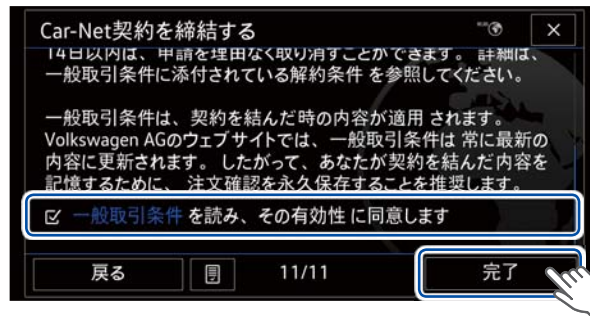 Car-Net契約を締結する
14日以内は、申請を理由なく取り消すことができます。 詳細は、
一般取引条件に添付されている解約条件 を参照してください。
一般取引条件は、契約を結んだ時の内容が適用 されます。
Volkswagen AGのウェブサイトでは、一般取引条件は 常に最新の
内容に更新されます。 したがって、あなたが契約を結んだ内容を
記憶するために、 注文確認を永久保存することを推奨します。
一般取引条件 を読み、その有効性 に同意します
戻る 11/11 完了